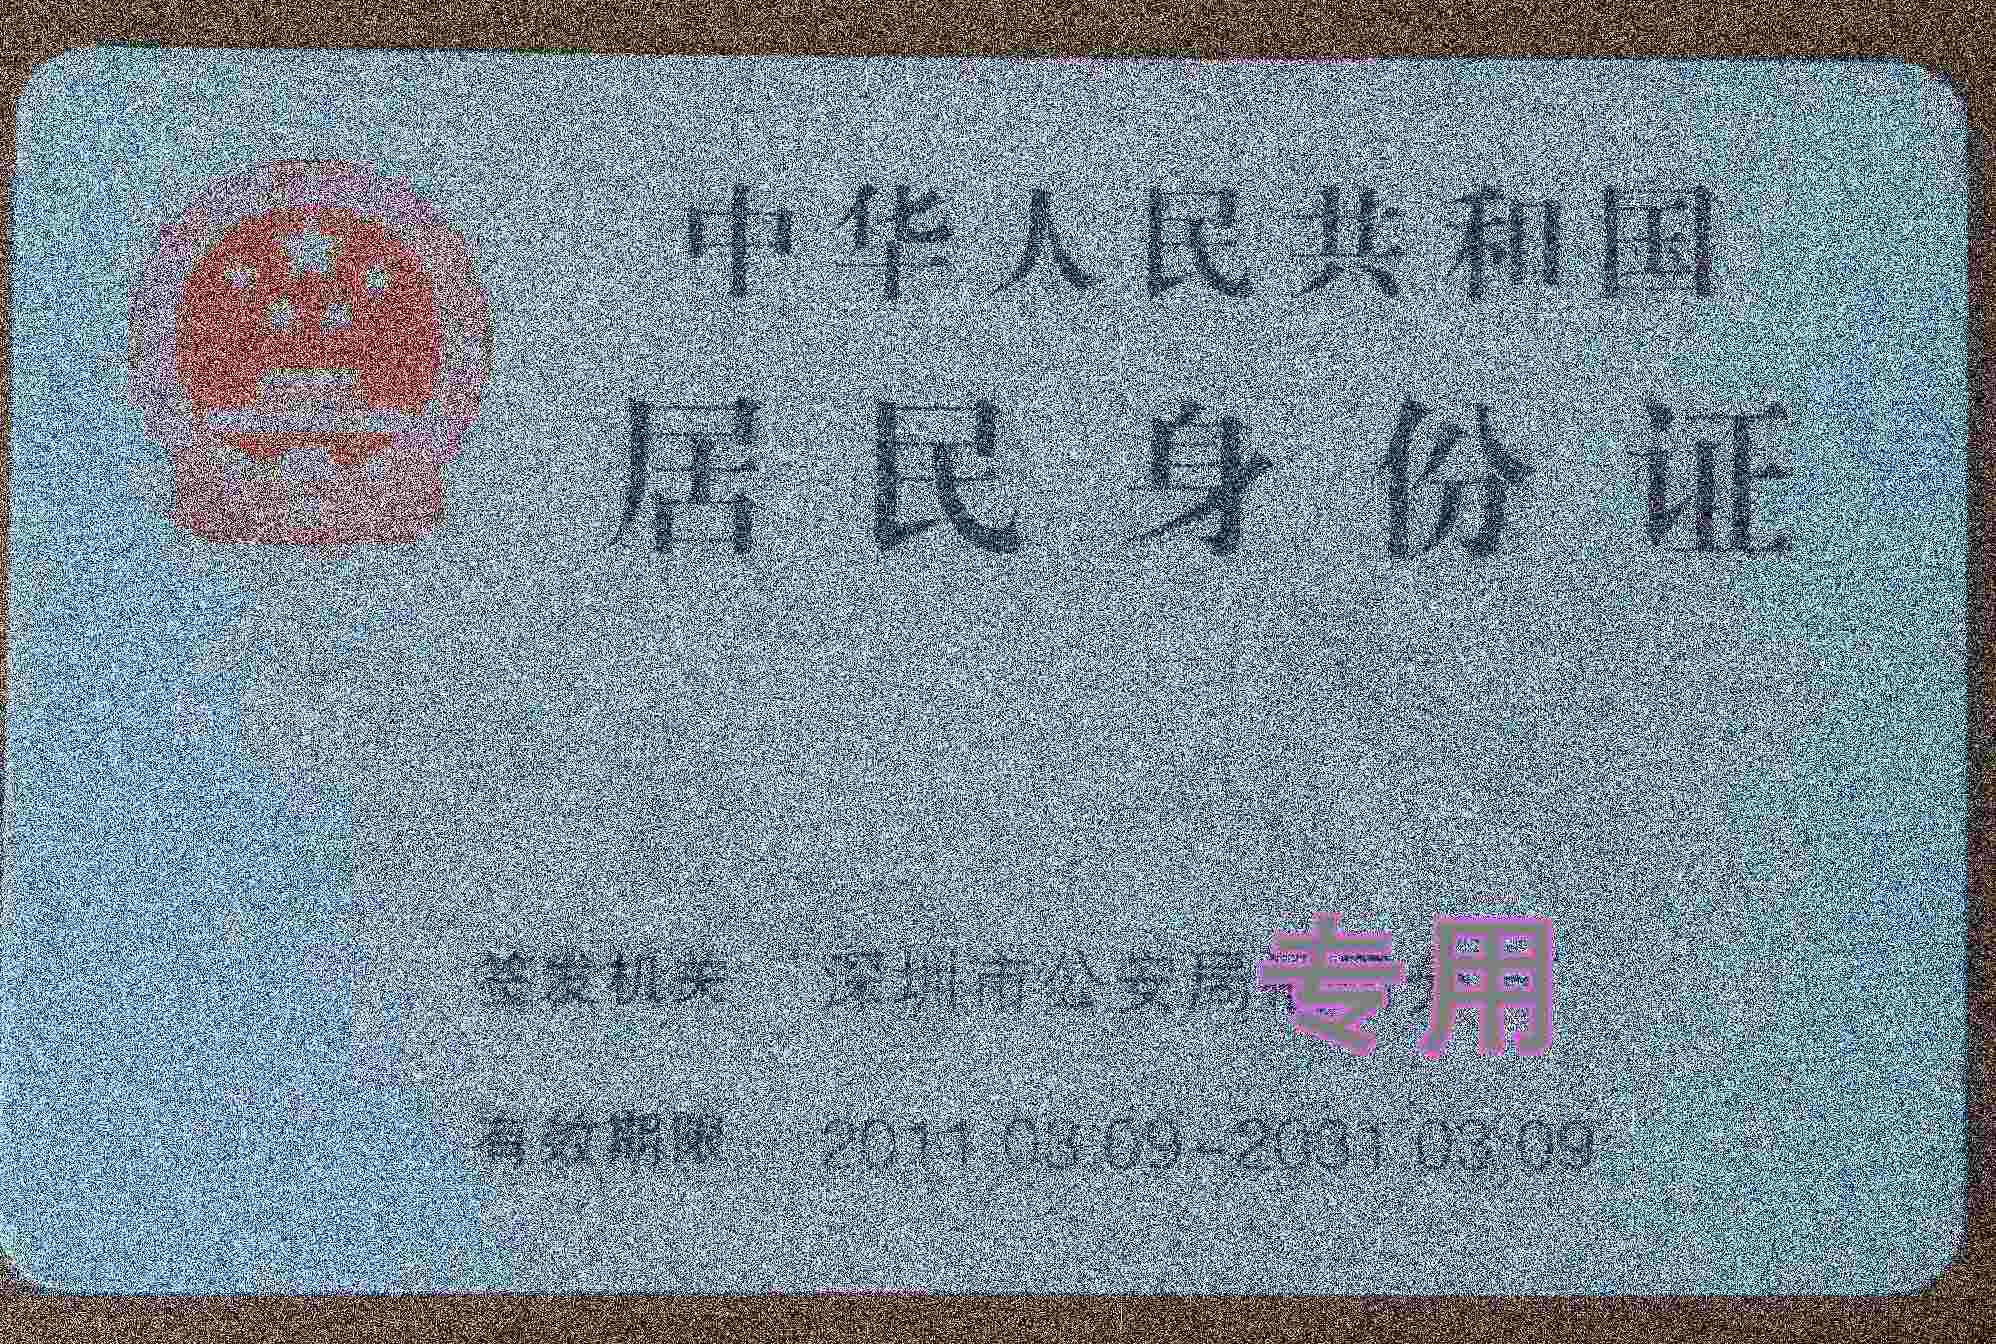 中华人民共和国
居民身份证
签发机关 深圳市公安局
专用
有效期限 2011.03.09-2031.03.09